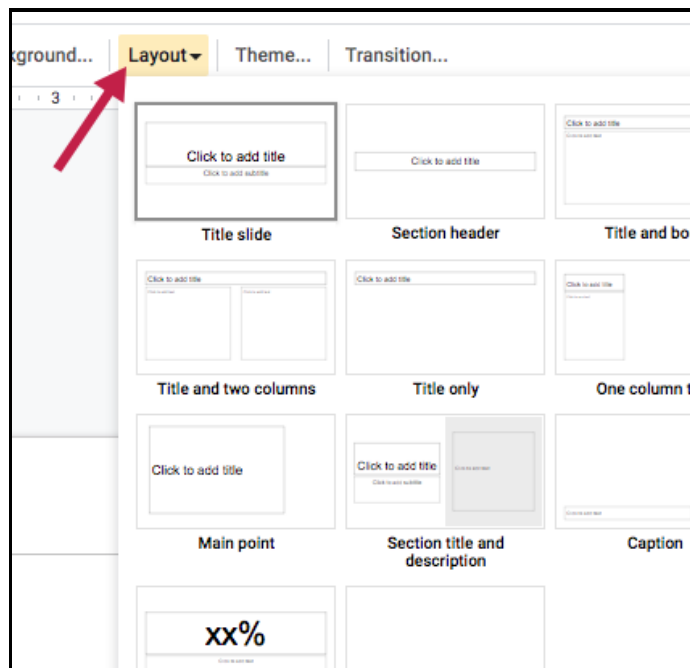 kground... Layout Theme... Transition...
3
Click to add title
Click to add subtitle
Click to add title
Click to add title
Click to add text
Title slide
Section header
Title and bo
Click to add title
Click to add text
Click to add text
Click to add title
Click to add title
Click to add text
Title and two columns
Title only
One column t
Click to add title
Click to add title
Click to add subtitle
Click to add text
Click to add text
Main point
Section title and
description
Caption
xx%
Click to add text